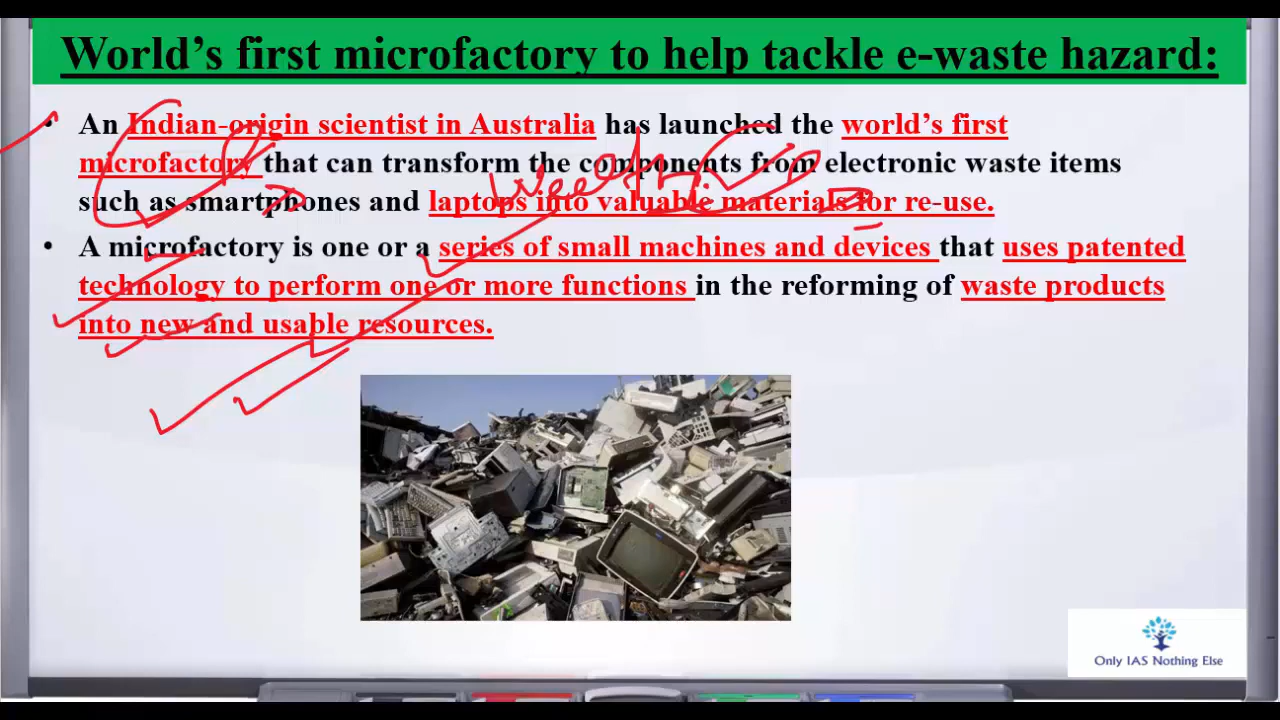 World’s first microfactory to help tackle e-waste hazard:
• An Indian-origin scientist in Australia has launched the world’s first
microfactory that can transform the components from electronic waste items
such as smartphones and laptops into valuable materials for re-use.
• A microfactory is one or a series of small machines and devices that uses patented
technology to perform one or more functions in the reforming of waste products
into new and usable resources.
Only IAS Nothing Else